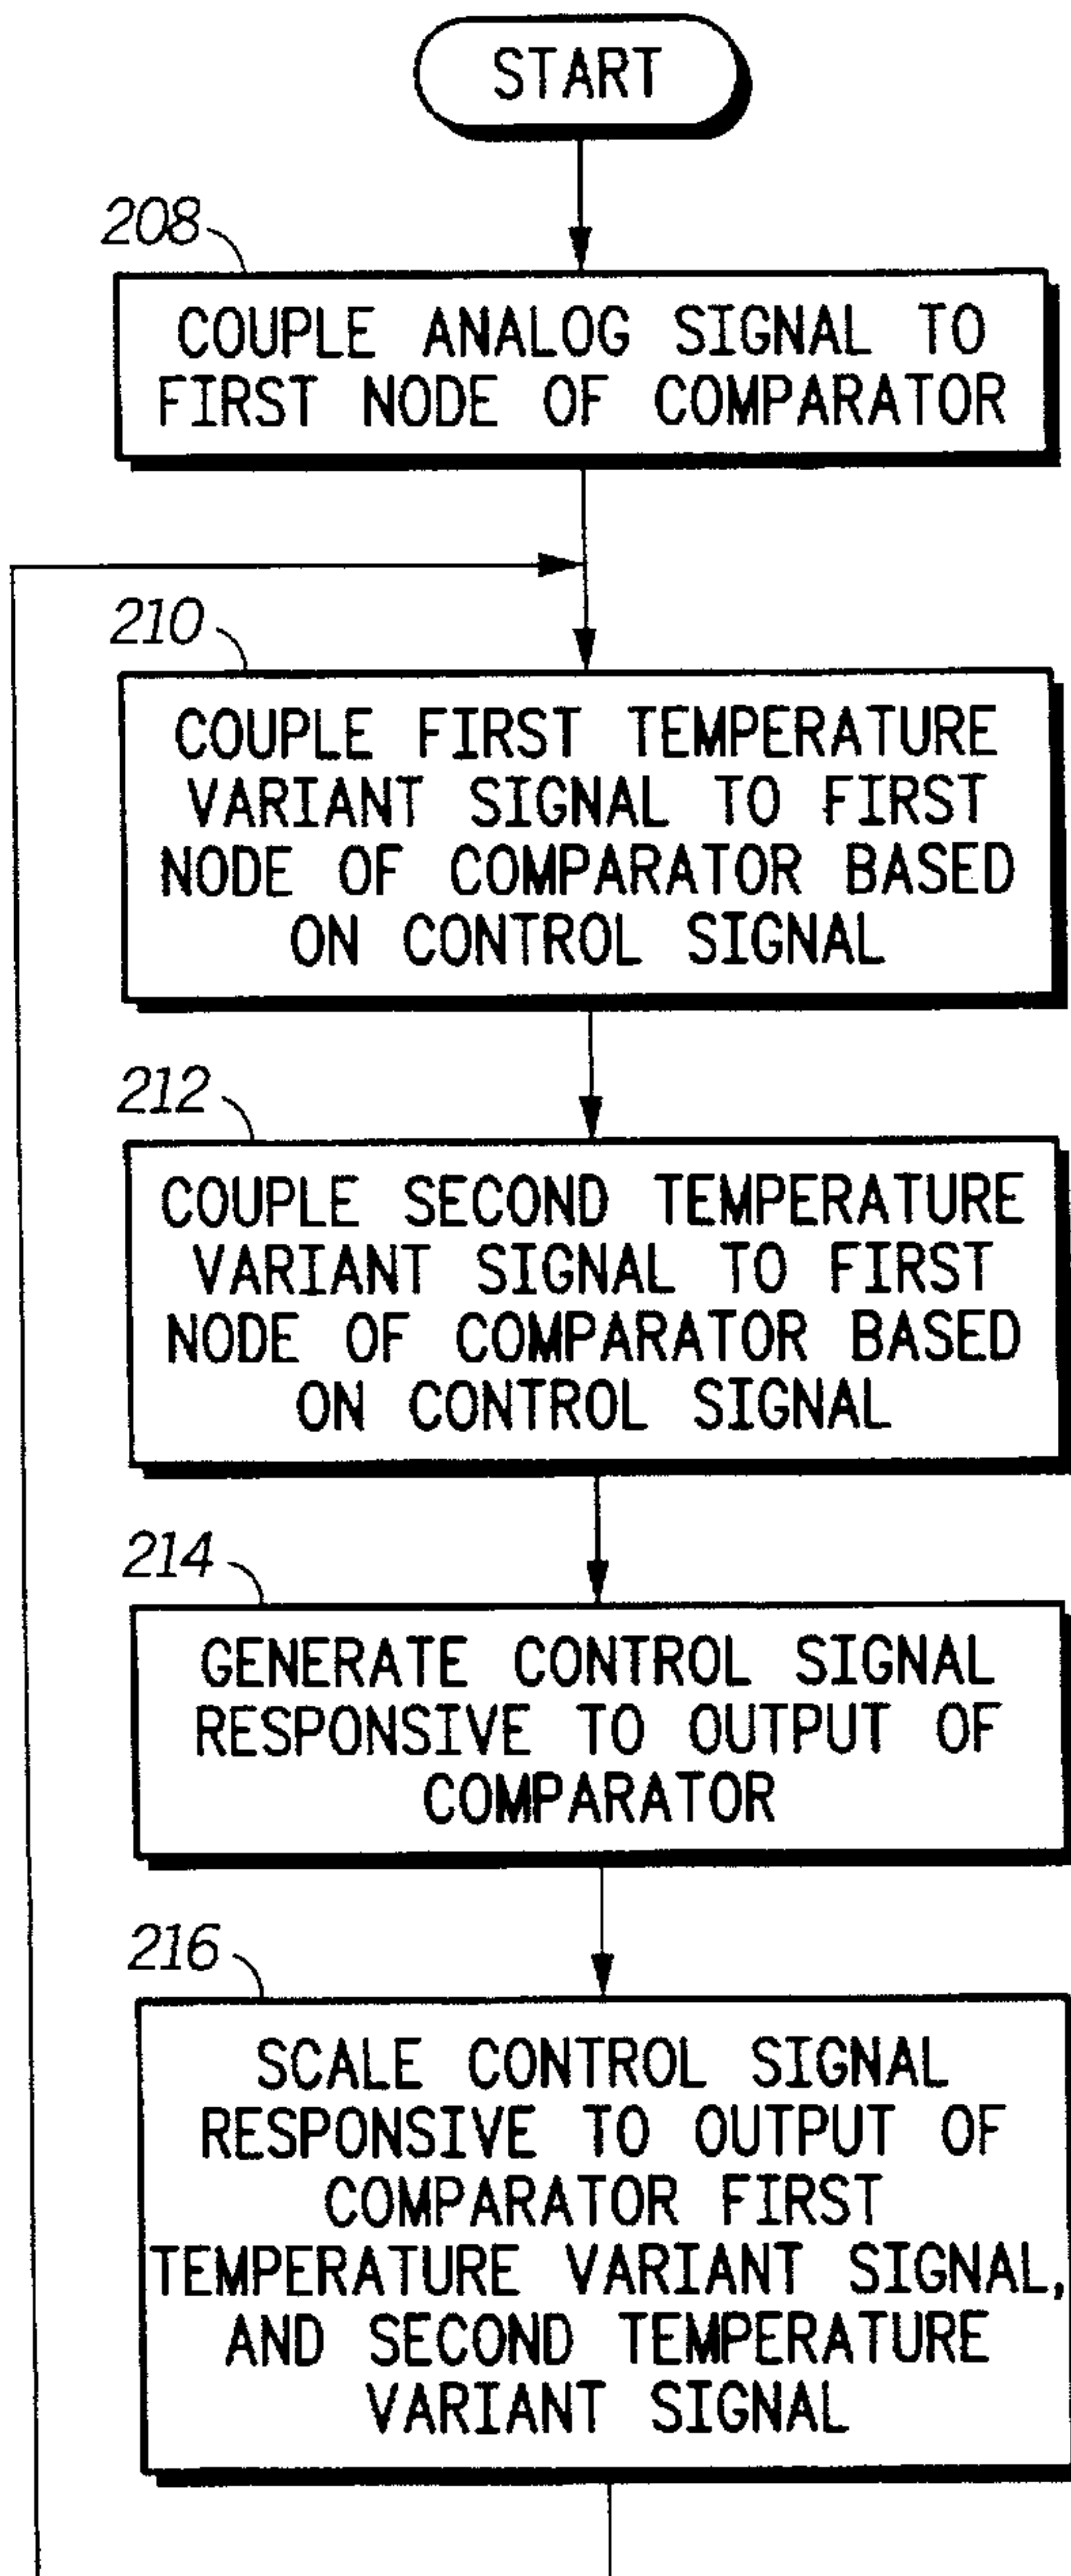 START
208
COUPLE ANALOG SIGNAL TO
FIRST NODE OF COMPARATOR
210
COUPLE FIRST TEMPERATURE
VARIANT SIGNAL TO FIRST
NODE OF COMPARATOR BASED
ON CONTROL SIGNAL
212
COUPLE SECOND TEMPERATURE
VARIANT SIGNAL TO FIRST
NODE OF COMPARATOR BASED
ON CONTROL SIGNAL
214
GENERATE CONTROL SIGNAL
RESPONSIVE TO OUTPUT OF
COMPARATOR
216
SCALE CONTROL SIGNAL
RESPONSIVE TO OUTPUT OF
COMPARATOR FIRST
TEMPERATURE VARIANT SIGNAL,
AND SECOND TEMPERATURE
VARIANT SIGNAL